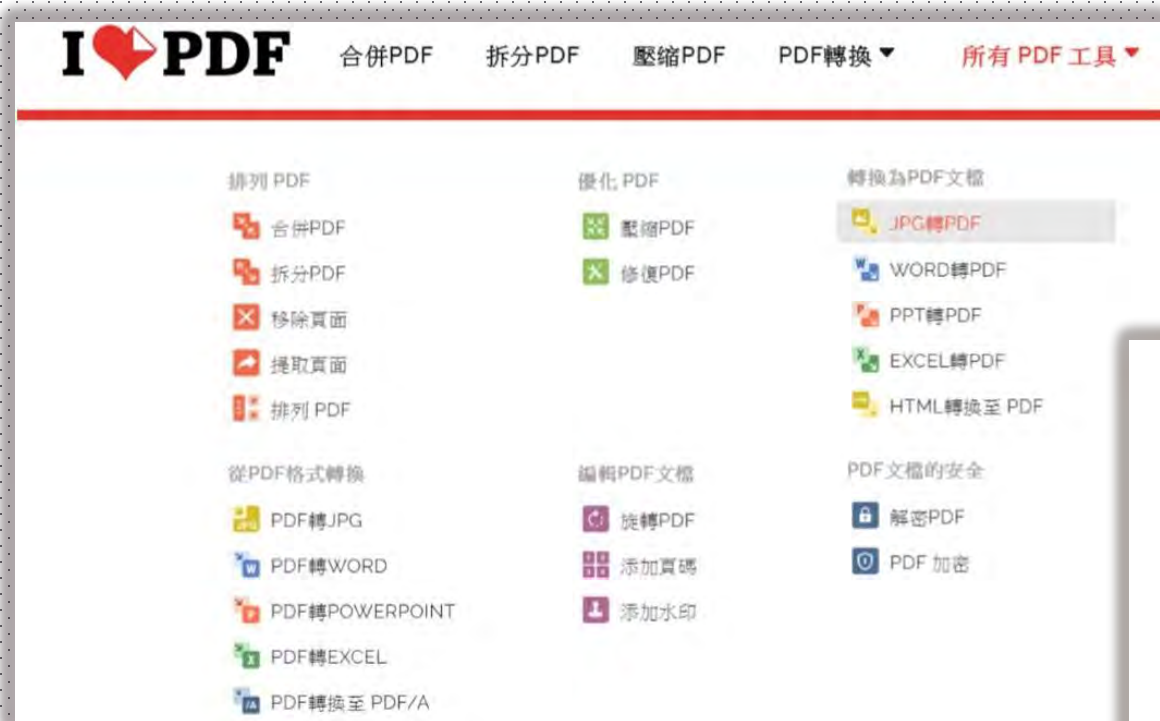 I PDF
合併PDF 拆分PDF 壓縮PDF PDF轉換 所有 PDF 工具
排列 PDF
合併PDF
拆分PDF
移除頁面
提取頁面
排列 PDF
優化 PDF
壓縮PDF
修復PDF
轉換為PDF文檔
JPG轉PDF
WORD轉PDF
PPT轉PDF
EXCEL轉PDF
HTML轉換至 PDF
從PDF格式轉換
PDF轉JPG
PDF轉WORD
PDF轉POWERPOINT
PDF轉EXCEL
PDF轉換至 PDF/A
編輯PDF文檔
旋轉PDF
添加頁碼
添加水印
PDF文檔的安全
解密PDF
PDF 加密